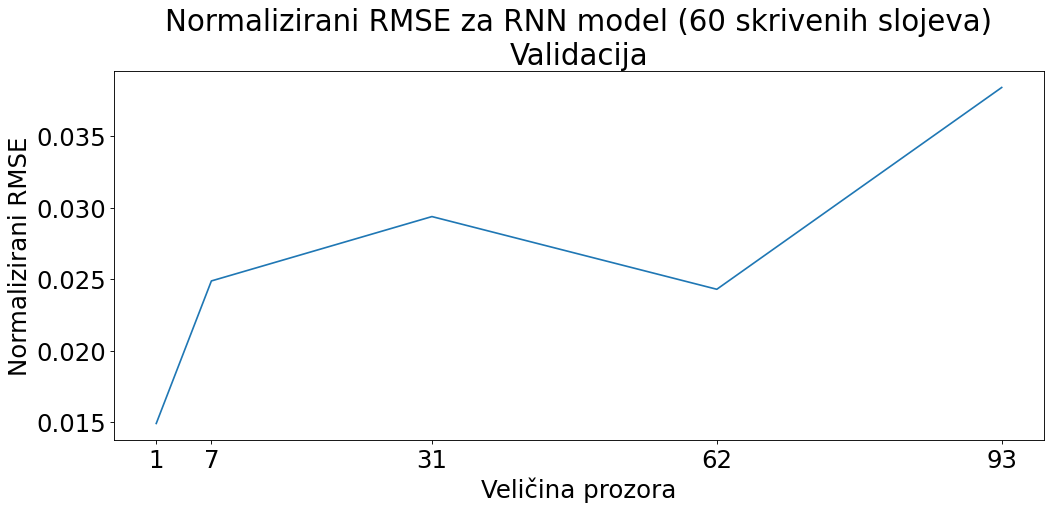 Normalizirani RMSE za RNN model (60 skrivenih slojeva)
Validacija
Normalizirani RMSE
0.035
0.030
0.025
0.020
0.015
1 7 31 62 93
Veličina prozora